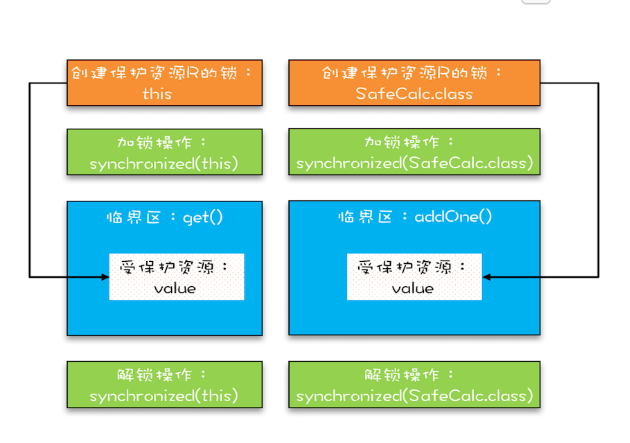 创建保护资源R的锁：
this
创建保护资源R的锁：
SafeCalc.class
加锁操作：
synchronized(this)
加锁操作：
synchronized(SafeCalc.class)
临界区：get()
受保护资源：
value
临界区：addOne()
受保护资源：
value
解锁操作：
synchronized(this)
解锁操作：
synchronized(SafeCalc.class)